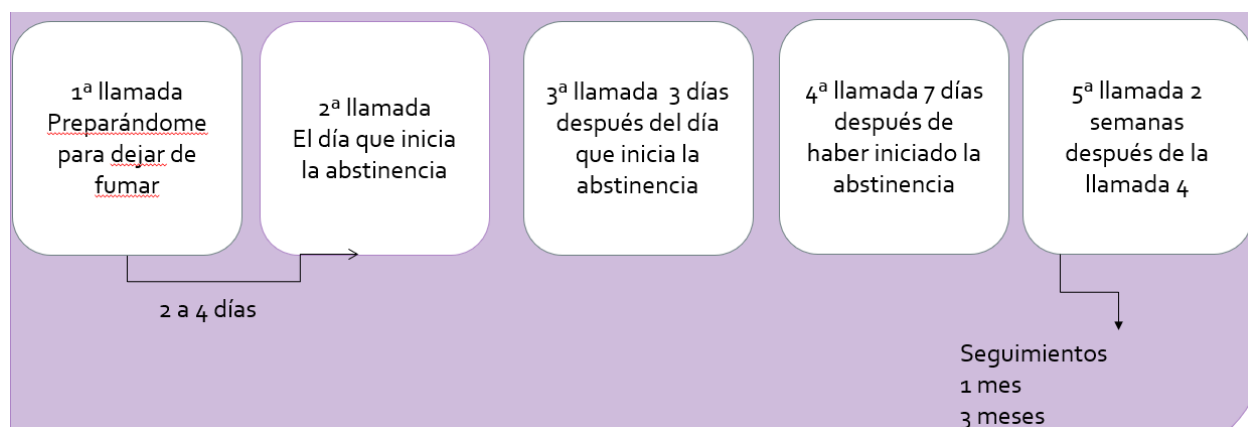 1ª llamada
Preparándome
para dejar de
fumar
2ª llamada
El día que inicia
la abstinencia
3ª llamada  3 días
después del día
que inicia la
abstinencia
4ª llamada 7 días
después de
haber iniciado la
abstinencia
5ª llamada 2
semanas
después de la
llamada 4
2 a 4 días
Seguimientos
1 mes
3 meses